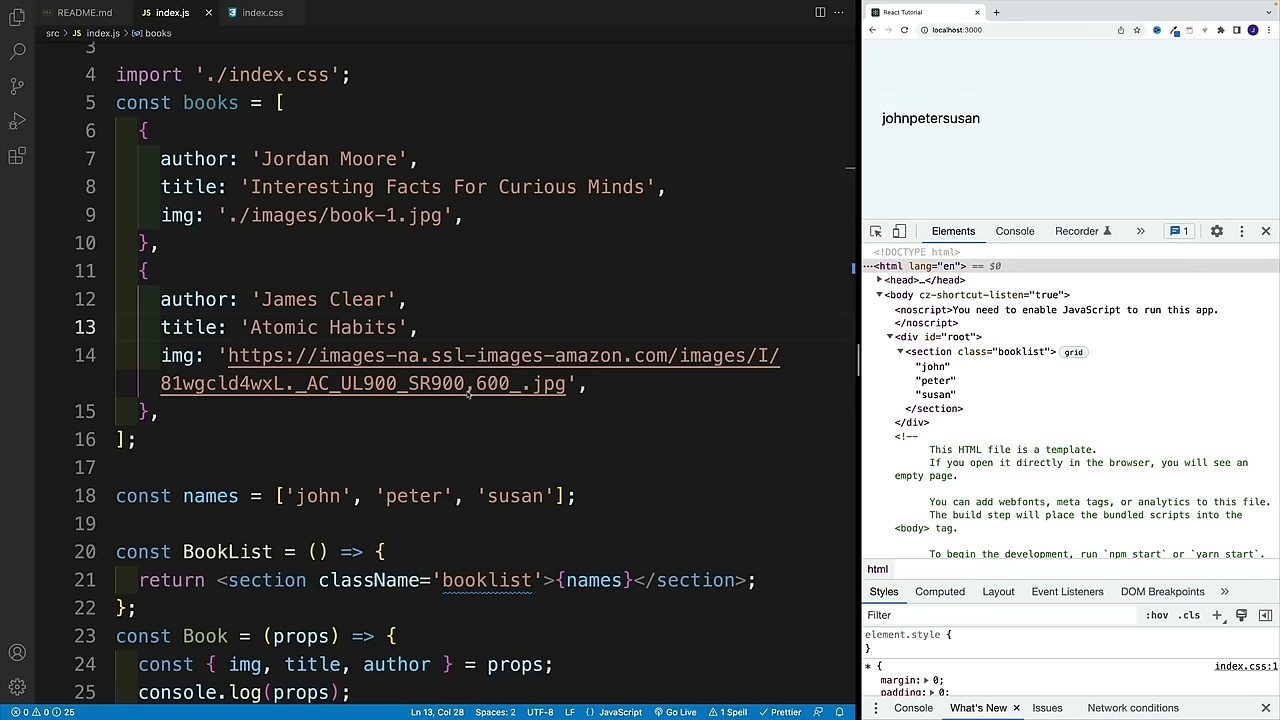 README.md
index.js
index.css
src > index.js > books
3
4 import './index.css';
5 const books = [
6 {
7 author: 'Jordan Moore',
8 title: 'Interesting Facts For Curious Minds',
9 img: './images/book-1.jpg',
10 },
11 {
12 author: 'James Clear',
13 title: 'Atomic Habits',
14 img: 'https://images-na.ssl-images-amazon.com/images/I/
81wgcld4wxL._AC_UL900_SR900,600_.jpg',
15 },
16 ];
17
18 const names = ['john', 'peter', 'susan'];
19
20 const BookList = () => {
21 return <section className='booklist'>{names}</section>;
22 };
23 const Book = (props) => {
24 const { img, title, author } = props;
25 console.log(props);
0 0 25
Ln 13, Col 28 Spaces: 2 UTF-8 LF {} JavaScript Go Live 1 Spell Prettier
React Tutorial
localhost:3000
johnpetersusan
Elements Console Recorder 1
<!DOCTYPE html>
<html lang="en"> == $0
<head>…</head>
<body cz-shortcut-listen="true">
<noscript>You need to enable JavaScript to run this app.
</noscript>
<div id="root">
<section class="booklist"> grid
"john"
"peter"
"susan"
</section>
</div>
<!--
This HTML file is a template.
If you open it directly in the browser, you will see an
empty page.
You can add webfonts, meta tags, or analytics to this file.
The build step will place the bundled scripts into the
<body> tag.
To begin the development, run `npm start` or `yarn start`.
html
Styles Computed Layout Event Listeners DOM Breakpoints
Filter :hov .cls
element.style {
}
* { index.css:1
margin: 0;
padding: 0;
Console What's New Issues Network conditions